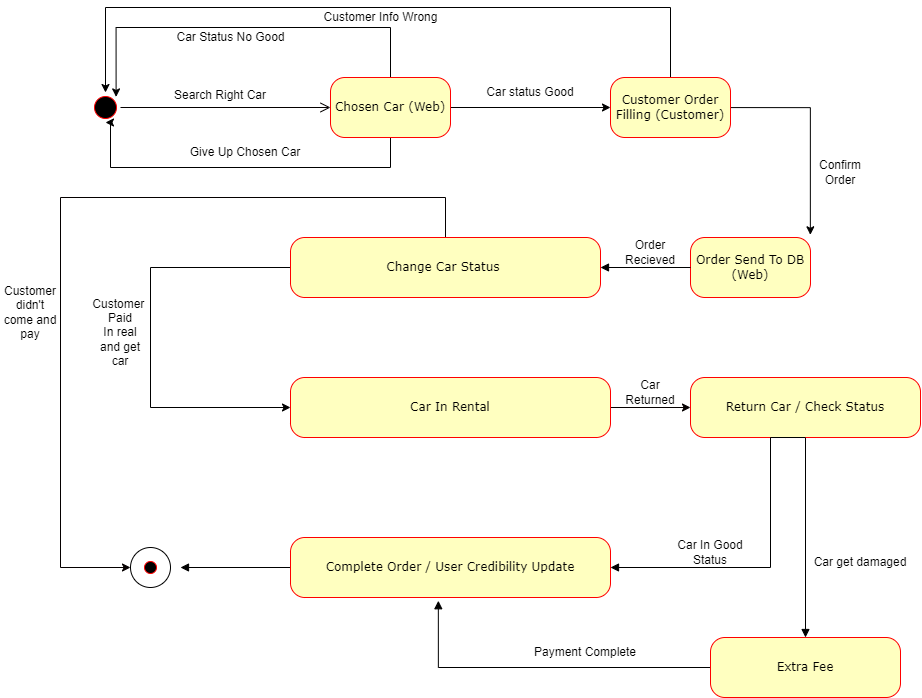 Customer Info Wrong
Car Status No Good
Search Right Car
Chosen Car (Web)
Car status Good
Customer Order
Filling (Customer)
Give Up Chosen Car
Confirm
Order
Change Car Status
Order
Recieved
Order Send To DB
(Web)
Customer
didn't
come and
pay
Customer
Paid
In real
and get
car
Car In Rental
Car
Returned
Return Car / Check Status
Car In Good
Status
Car get damaged
Complete Order / User Credibility Update
Payment Complete
Extra Fee